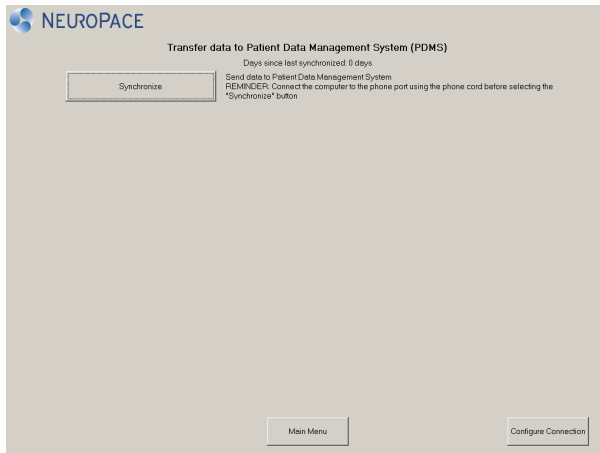 NEUROPACE
Transfer data to Patient Data Management System (PDMS)
Days since last synchronized: 0 days
Synchronize
Send data to Patient Data Management System
REMINDER: Connect the computer to the phone port using the phone cord before selecting the
"Synchronize" button
Main Menu
Configure Connection